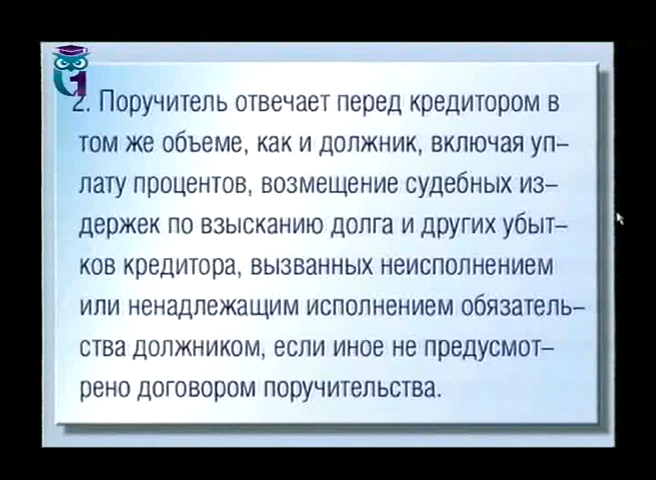 1
2. Поручитель отвечает перед кредитором в
том же объеме, как и должник, включая уп–
лату процентов, возмещение судебных из–
держек по взысканию долга и других убыт–
ков кредитора, вызванных неисполнением
или ненадлежащим исполнением обязатель–
ства должником, если иное не предусмот–
рено договором поручительства.